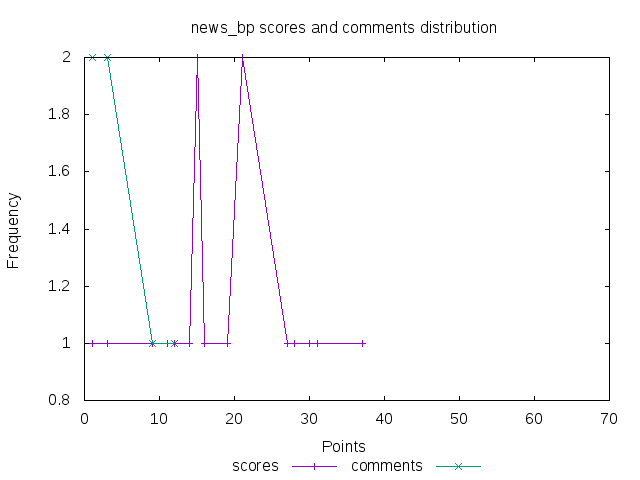 news_bp scores and comments distribution
2
1.8
1.6
1.4
1.2
1
0.8
Frequency
0 10 20 30 40 50 60 70
Points
scores comments